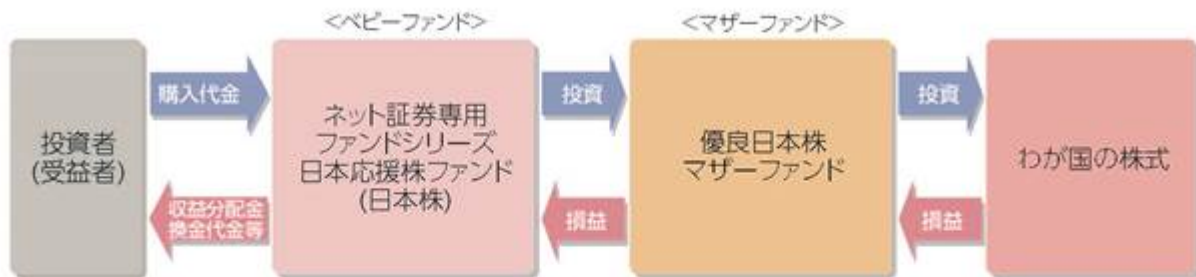 <ベビーファンド>
<マザーファンド>
投資者
(受益者)
購入代金
収益分配金
換金代金等
ネット証券専用
ファンドシリーズ
日本応援株ファンド
(日本株)
投資
損益
優良日本株
マザーファンド
投資
損益
わが国の株式